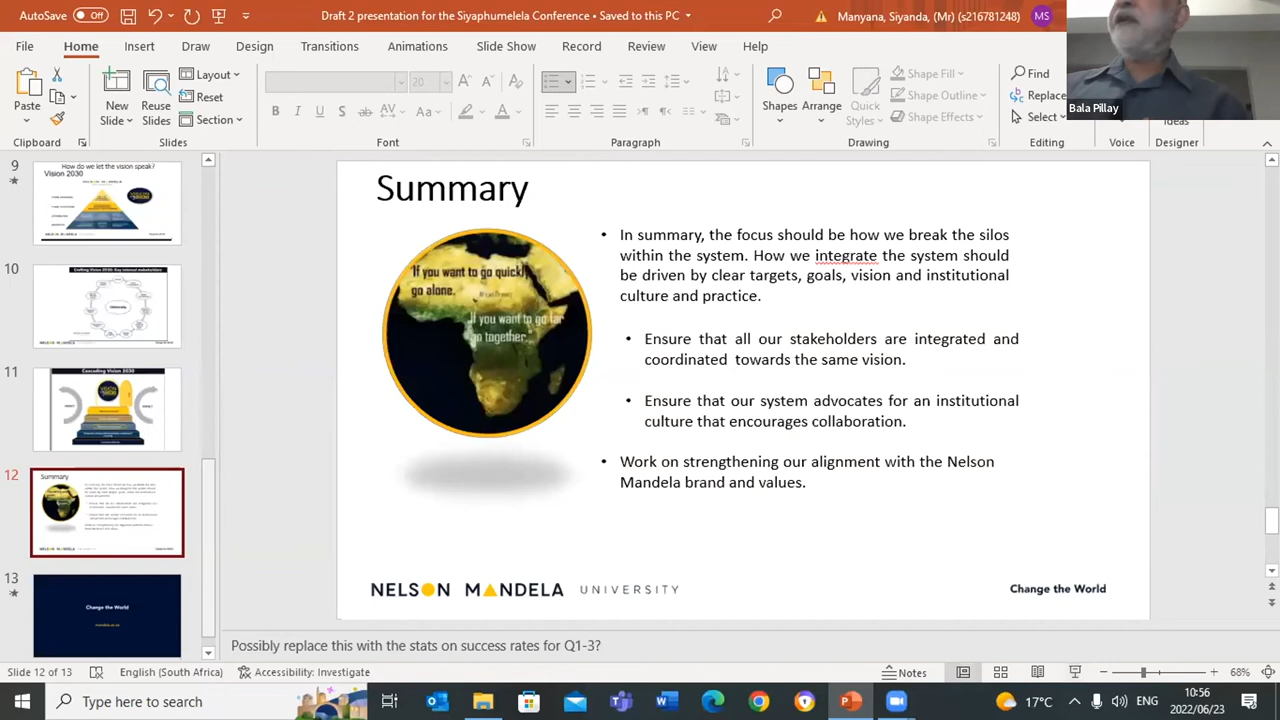 AutoSave Off
Draft 2 presentation for the Siyaphumelela Conference • Saved to this PC
Manyana, Siyanda, (Mr) (s216781248)
MS
File Home Insert Draw Design Transitions Animations Slide Show Record Review View Help
Paste
New Slide
Reuse Slides
Layout
Reset
Section
20
Shapes
Arrange
Quick Styles
Shape Fill
Shape Outline
Shape Effects
Find
Replace
Select
Ideas
Bala Pillay
Clipboard Slides Font Paragraph Drawing Editing Voice Designer
9
How do we let the vision speak?
Vision 2030
10
11
Cascading Vision 2030
12
Summary
13
Change the World
Summary
If you want to go quickly
go alone.
If you want to go far
go together
• In summary, the focus should be how we break the silos
within the system. How we integrate the system should
be driven by clear targets, goals, vision and institutional
culture and practice.
• Ensure that all our stakeholders are integrated and
coordinated towards the same vision.
• Ensure that our system advocates for an institutional
culture that encourages collaboration.
• Work on strengthening our alignment with the Nelson
Mandela brand and values.
NELSON MANDELA UNIVERSITY
Change the World
Possibly replace this with the stats on success rates for Q1-3?
Slide 12 of 13
English (South Africa)
Accessibility: Investigate
Notes
68%
Type here to search
17°C
ENG
10:56
2022/06/23